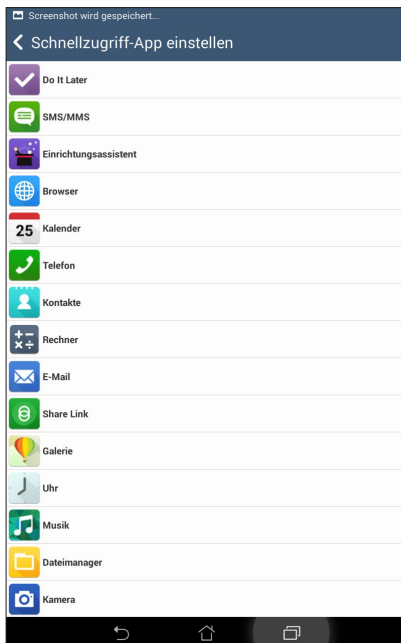 Screenshot wird gespeichert...
Schnellzugriff-App einstellen
Do It Later
SMS/MMS
Einrichtungsassistent
Browser
25 Kalender
Telefon
Kontakte
Rechner
E-Mail
Share Link
Galerie
Uhr
Musik
Dateimanager
Kamera